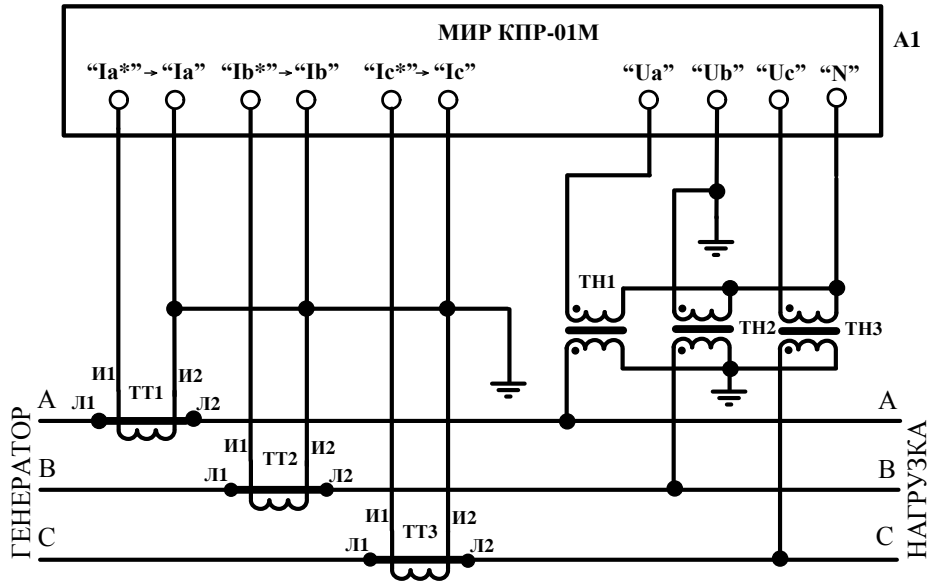 МИР КПР-01М
А1
“Ia*”→“Ia” “Ib*”→“Ib” “Ic*”→“Ic” “Ua” “Ub” “Uc” “N”
ТН1
ТН2
ТН3
И1 ТТ1 И2
А Л1 Л2 А
И1 ТТ2 И2
В Л1 Л2 В
И1 ТТ3 И2
С Л1 Л2 С
ГЕНЕРАТОР
НАГРУЗКА